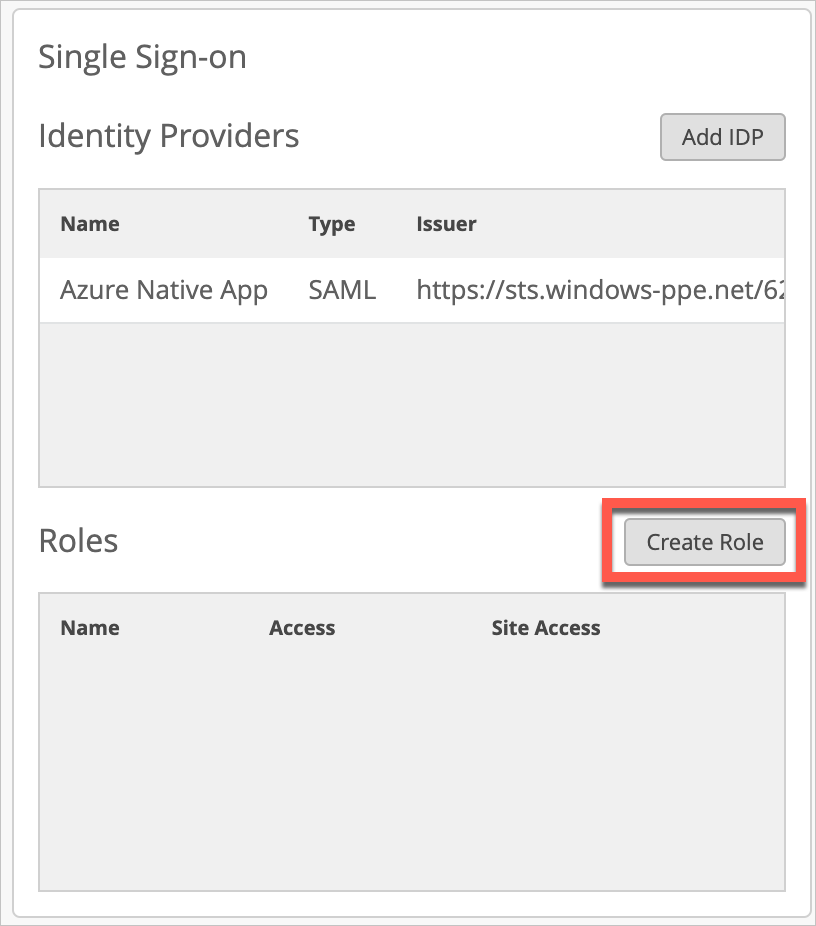 Single Sign-on
Identity Providers
Add IDP
Name Type Issuer
Azure Native App SAML https://sts.windows-ppe.net/62
Roles
Create Role
Name Access Site Access